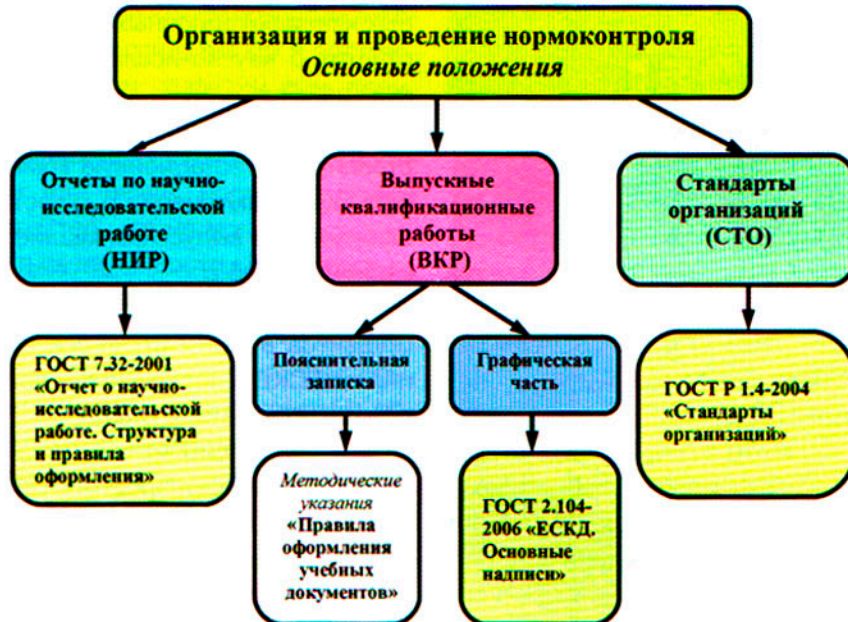 Организация и проведение нормоконтроля
Основные положения
Отчеты по научно-
исследовательской
работе
(НИР)
Выпускные
квалификационные
работы
(ВКР)
Стандарты
организаций
(СТО)
ГОСТ 7.32-2001
«Отчет о научно-
исследовательской
работе. Структура
и правила
оформления»
Пояснительная
записка
Графическая
часть
ГОСТ Р 1.4-2004
«Стандарты
организаций»
Методические
указания
«Правила
оформления
учебных
документов»
ГОСТ 2.104-
2006 «ЕСКД.
Основные
надписи»